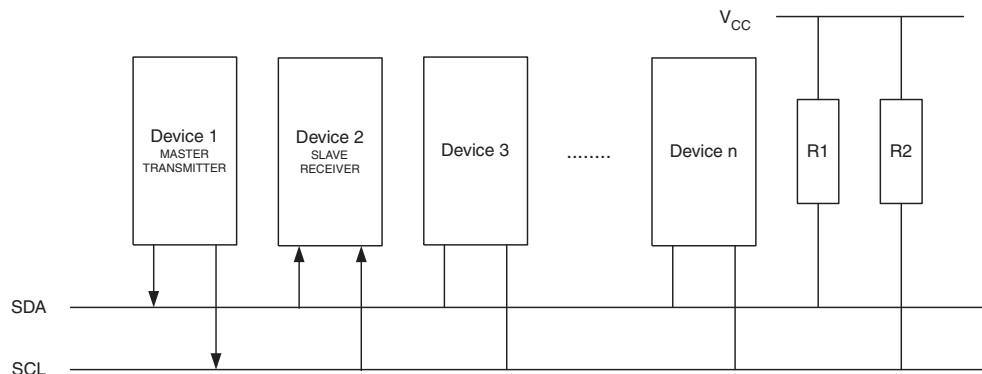 VCC
Device 1
MASTER
TRANSMITTER
Device 2
SLAVE
RECEIVER
Device 3
........
Device n
R1
R2
SDA
SCL